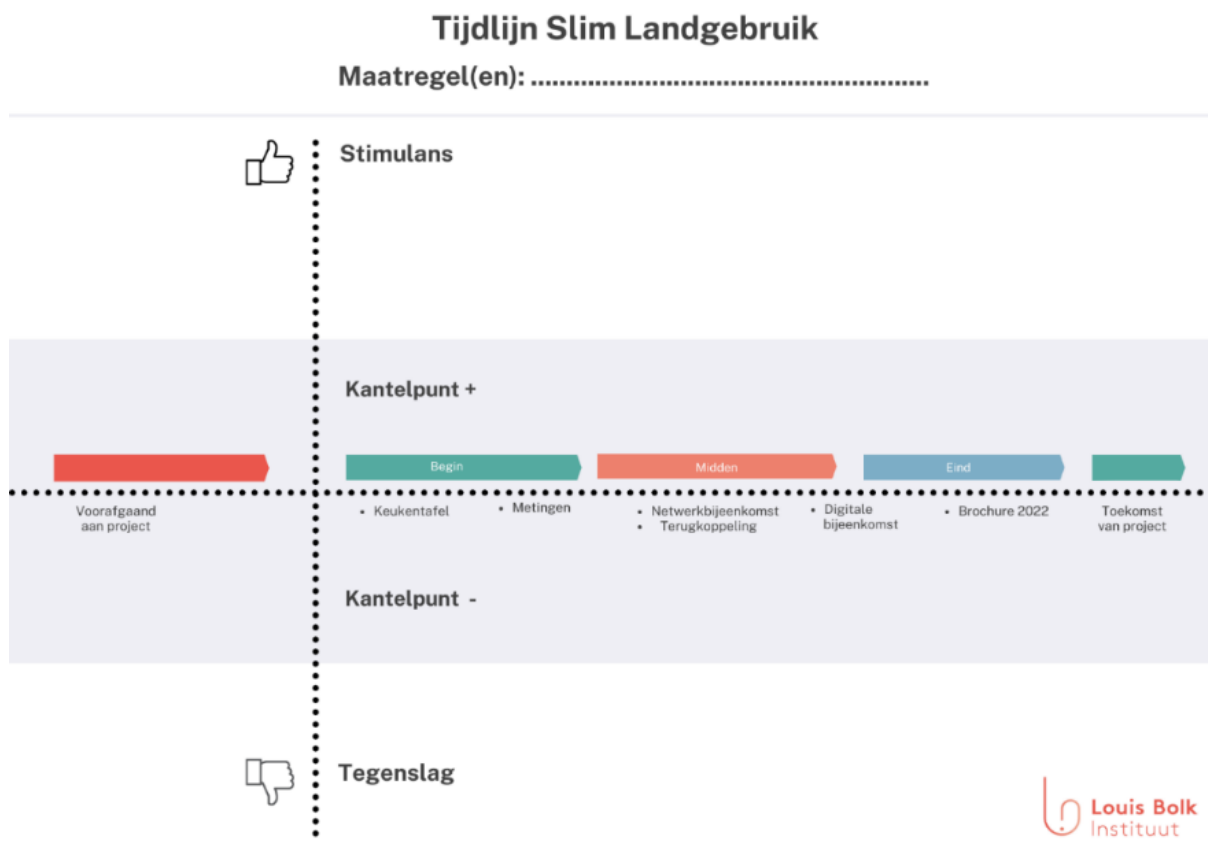 Tijdlijn Slim Landgebruik
Maatregel(en): ........................................................
Stimulans
Kantelpunt +
Begin
Midden
Eind
Voorafgaand
aan project
• Keukentafel
• Metingen
• Netwerkbijeenkomst
• Terugkoppeling
• Digitale
bijeenkomst
• Brochure 2022
Toekomst
van project
Kantelpunt -
Tegenslag
Louis Bolk
Instituut